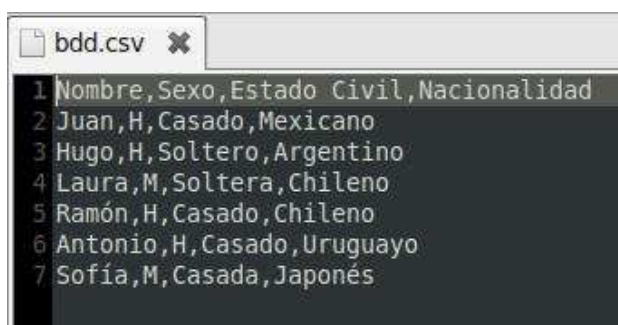 bdd.csv
1 Nombre,Sexo,Estado Civil,Nacionalidad
2 Juan,H,Casado,Mexicano
3 Hugo,H,Soltero,Argentino
4 Laura,M,Soltera,Chileno
5 Ramón,H,Casado,Chileno
6 Antonio,H,Casado,Uruguayo
7 Sofía,M,Casada,Japonés